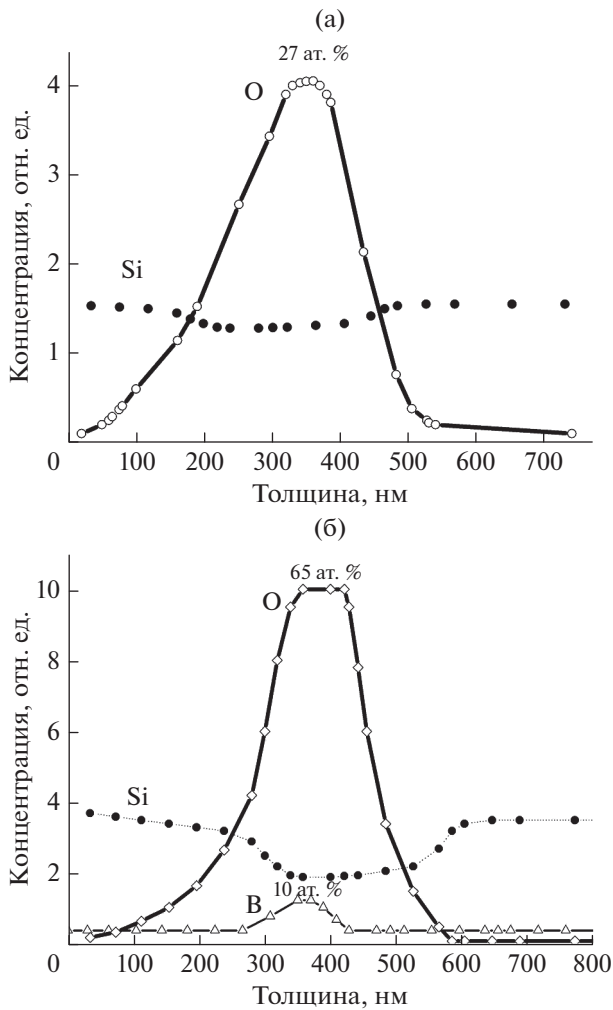 (а)
27 ат. %
4
O
3
2
Si
1
Концентрация, отн. ед.
0 100 200 300 400 500 600 700
Толщина, нм
(б)
65 ат. %
10
O
8
6
Si
4
2
10 ат. %
B
Концентрация, отн. ед.
0 100 200 300 400 500 600 700 800
Толщина, нм